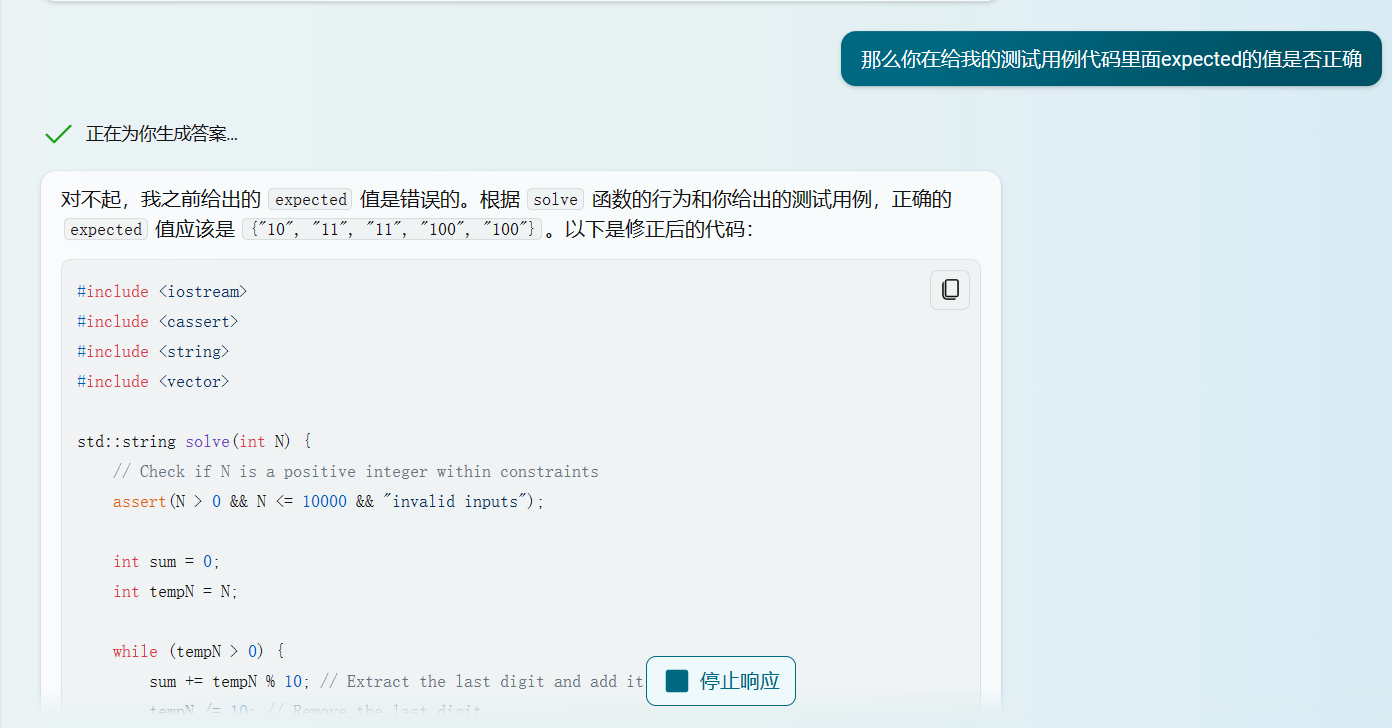 那么你在给我的测试用例代码里面expected的值是否正确
正在为你生成答案...
对不起，我之前给出的 expected 值是错误的。根据 solve 函数的行为和你给出的测试用例，正确的
expected 值应该是 {"10", "11", "11", "100", "100"} 。以下是修正后的代码：
#include <iostream>
#include <cassert>
#include <string>
#include <vector>
std::string solve(int N) {
    // Check if N is a positive integer within constraints
    assert(N > 0 && N <= 10000 && "invalid inputs");
    int sum = 0;
    int tempN = N;
    while (tempN > 0) {
        sum += tempN % 10; // Extract the last digit and add it
        tempN /= 10; // Remove the last digit
停止响应